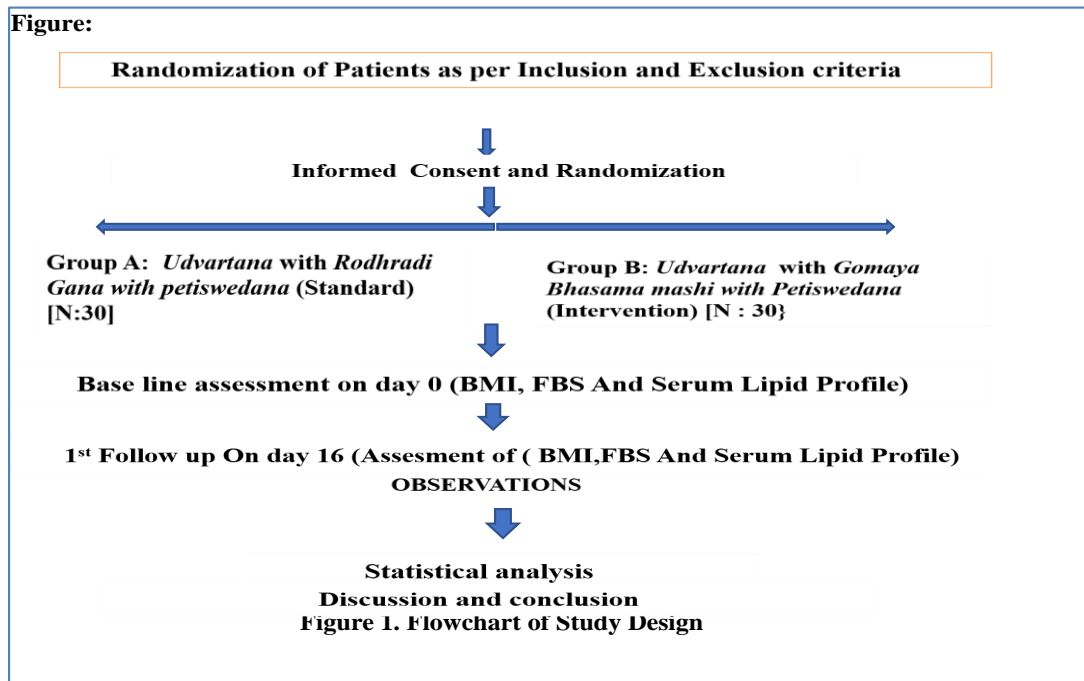 Figure:
Randomization of Patients as per Inclusion and Exclusion criteria
Informed Consent and Randomization
Group A: Udvartana with Rodhradi
Gana with petiswedana (Standard)
[N:30]
Group B: Udvartana with Gomaya
Bhasama mashi with Petiswedana
(Intervention) [N : 30}
Base line assessment on day 0 (BMI, FBS And Serum Lipid Profile)
1st Follow up On day 16 (Assesment of ( BMI,FBS And Serum Lipid Profile)
OBSERVATIONS
Statistical analysis
Discussion and conclusion
Figure 1. Flowchart of Study Design